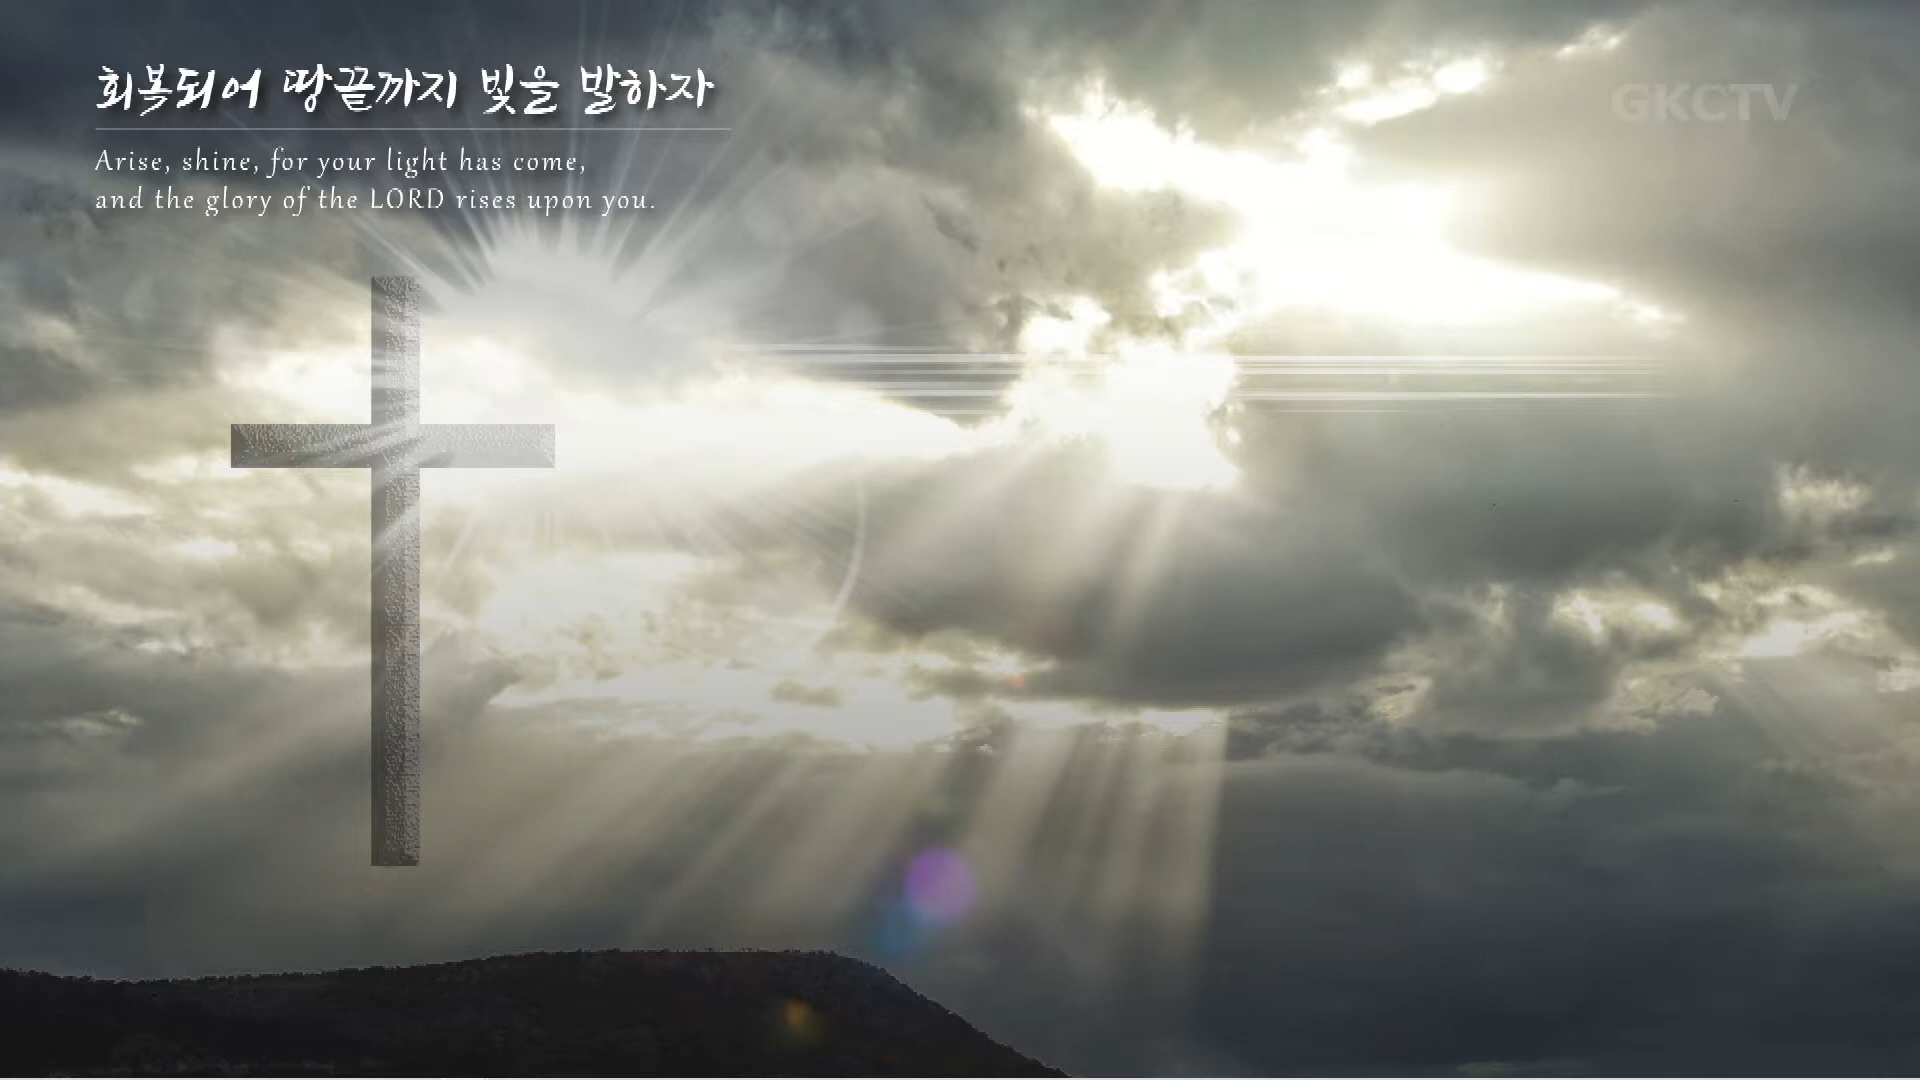 회복되어 땅끝까지 빛을 발하자
GKCTV
Arise, shine, for your light has come,
and the glory of the LORD rises upon you.